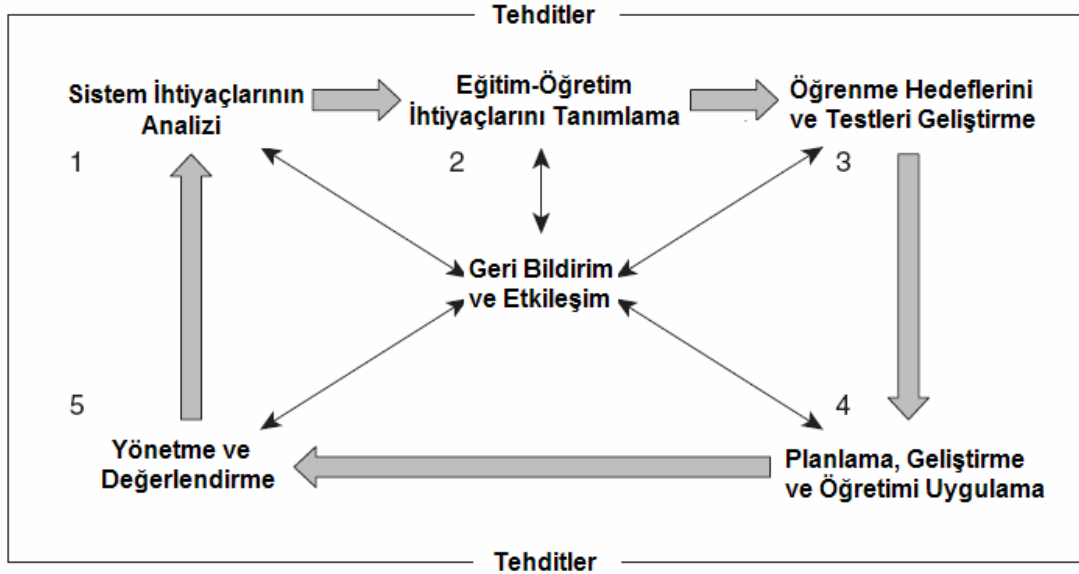 Tehditler
Sistem İhtiyaçlarının
Analizi
1
Eğitim-Öğretim
İhtiyaçlarını Tanımlama
2
Öğrenme Hedeflerini
ve Testleri Geliştirme
3
Geri Bildirim
ve Etkileşim
5
Yönetme ve
Değerlendirme
4
Planlama, Geliştirme
ve Öğretimi Uygulama
Tehditler